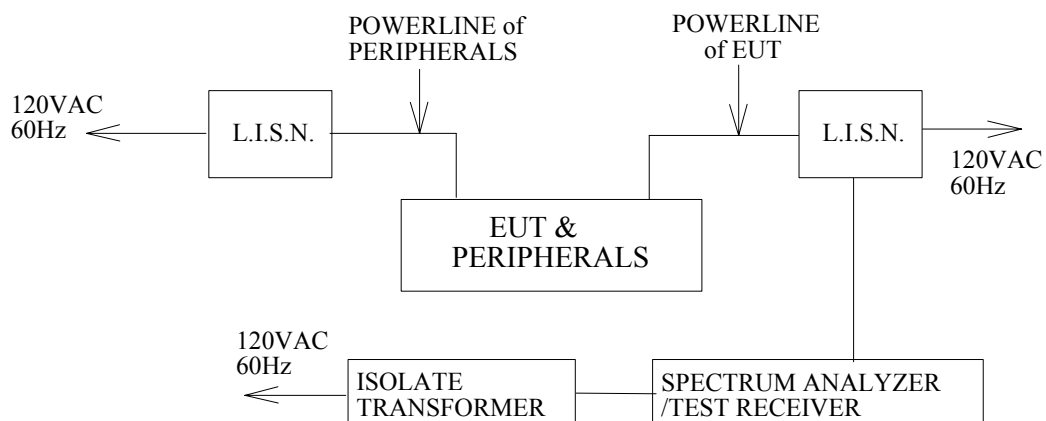 POWERLINE of
PERIPHERALS
POWERLINE
of EUT
120VAC
60Hz
L.I.S.N.
L.I.S.N.
120VAC
60Hz
EUT &
PERIPHERALS
120VAC
60Hz
ISOLATE
TRANSFORMER
SPECTRUM ANALYZER
/TEST RECEIVER